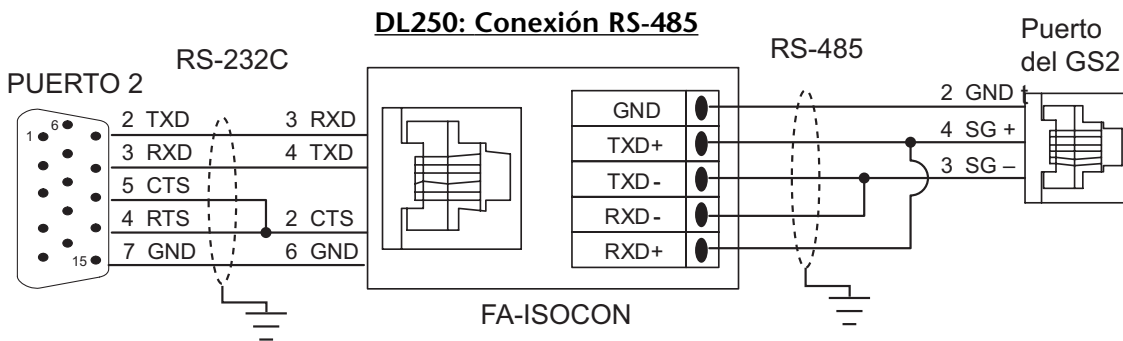 DL250: Conexión RS-485
PUERTO 2
RS-232C
RS-485
Puerto
del GS2
1
6
15
2 TXD
3 RXD
3 RXD
4 TXD
5 CTS
4 RTS
2 CTS
7 GND
6 GND
GND
TXD+
TXD-
RXD-
RXD+
2 GND
4 SG +
3 SG –
FA-ISOCON